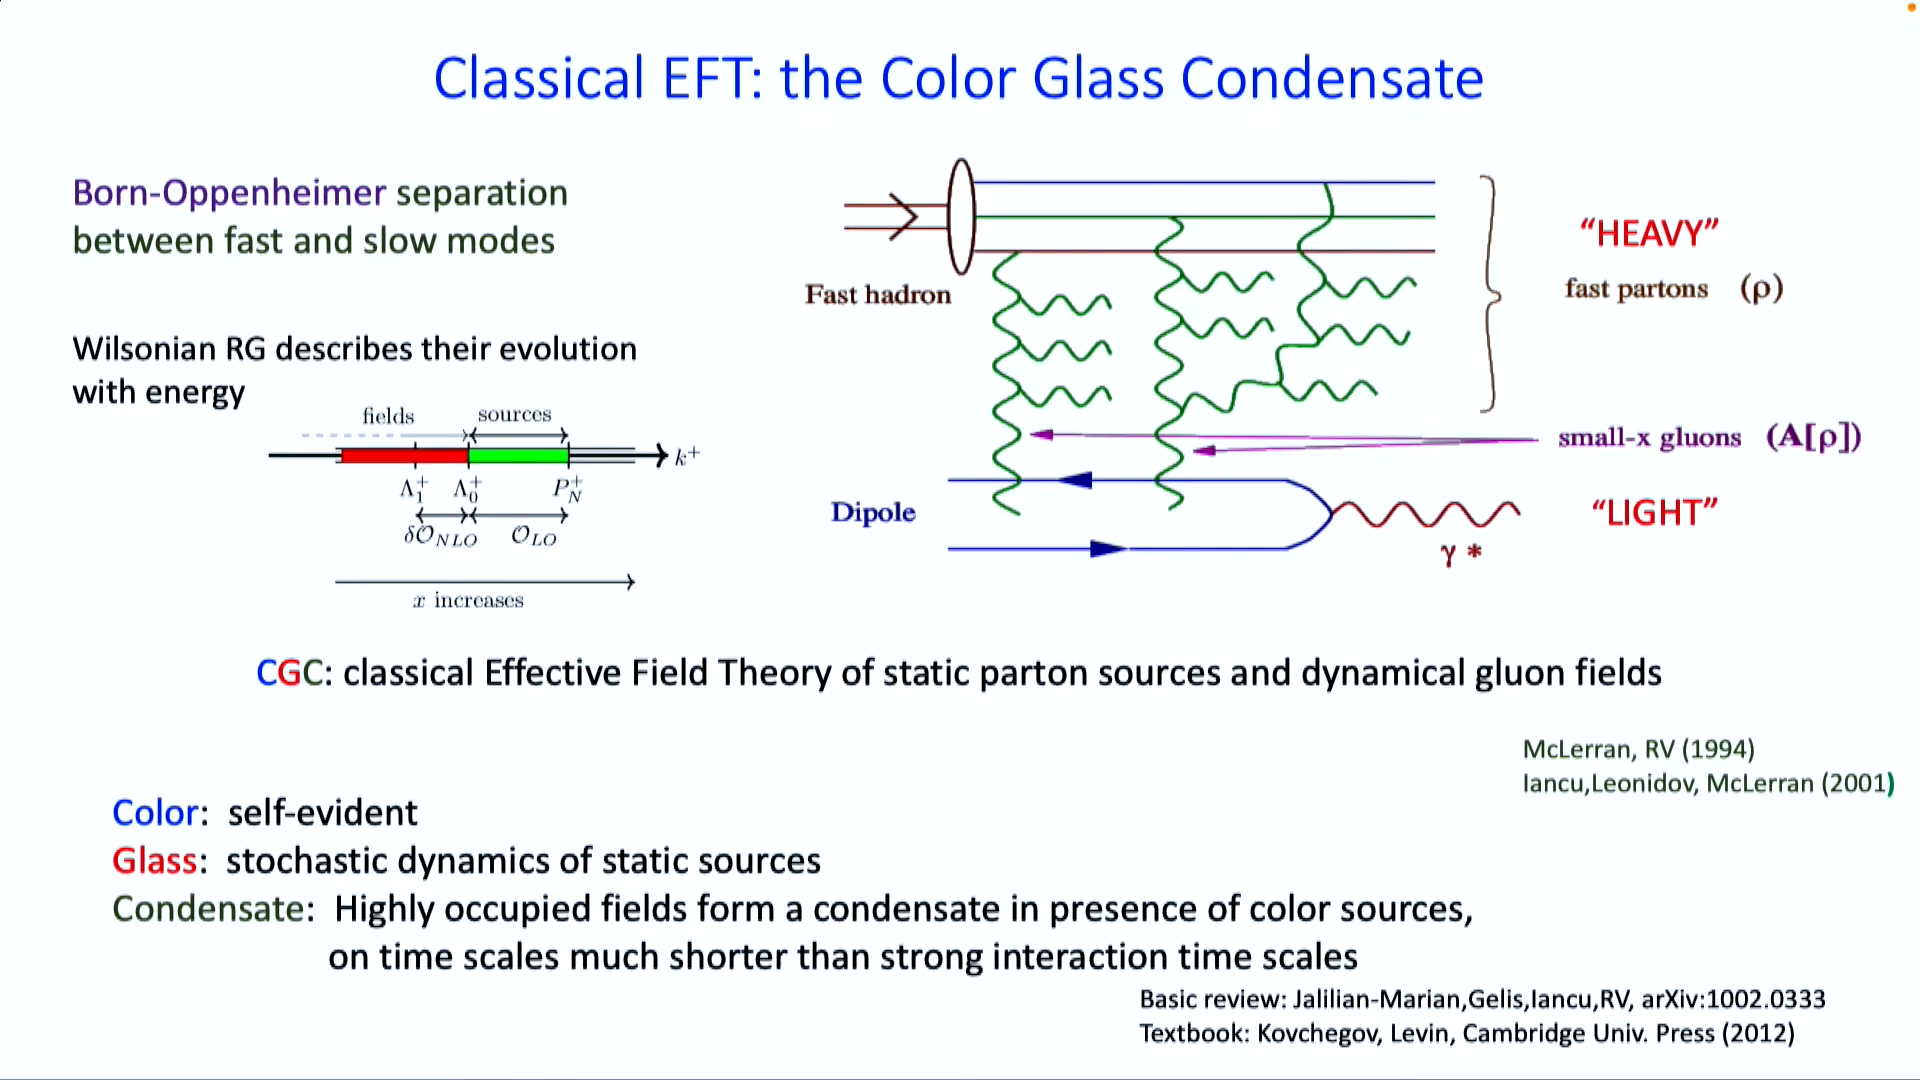 Classical EFT: the Color Glass Condensate
Born-Oppenheimer separation
between fast and slow modes
Wilsonian RG describes their evolution
with energy
fields
sources
k⁺
Λ₁⁺ Λ₀⁺ P_N⁺
δO_NLO O_LO
x increases
Fast hadron
Dipole
"HEAVY"
fast partons (ρ)
small-x gluons (A[ρ])
"LIGHT"
γ *
CGC: classical Effective Field Theory of static parton sources and dynamical gluon fields
McLerran, RV (1994)
Iancu,Leonidov, McLerran (2001)
Color: self-evident
Glass: stochastic dynamics of static sources
Condensate: Highly occupied fields form a condensate in presence of color sources,
on time scales much shorter than strong interaction time scales
Basic review: Jalilian-Marian,Gelis,Iancu,RV, arXiv:1002.0333
Textbook: Kovchegov, Levin, Cambridge Univ. Press (2012)